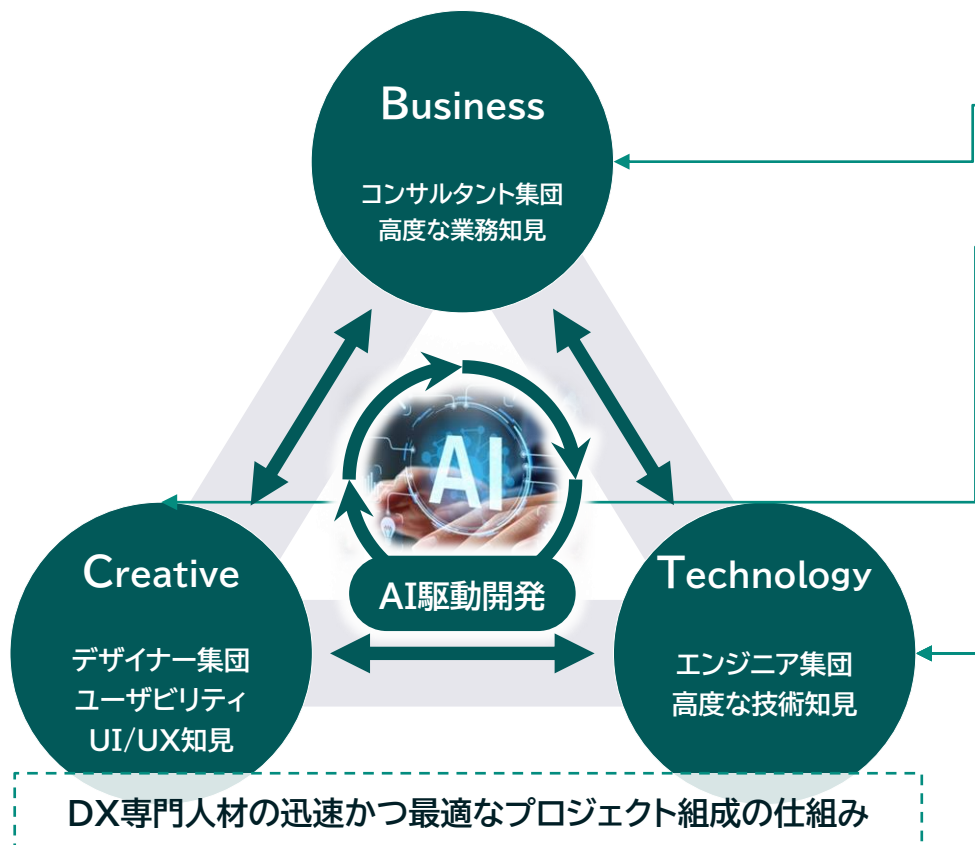 Business
コンサルタント集団
高度な業務知見
AI
AI駆動開発
Creative
デザイナー集団
ユーザビリティ
UI/UX知見
Technology
エンジニア集団
高度な技術知見
DX専門人材の迅速かつ最適なプロジェクト組成の仕組み